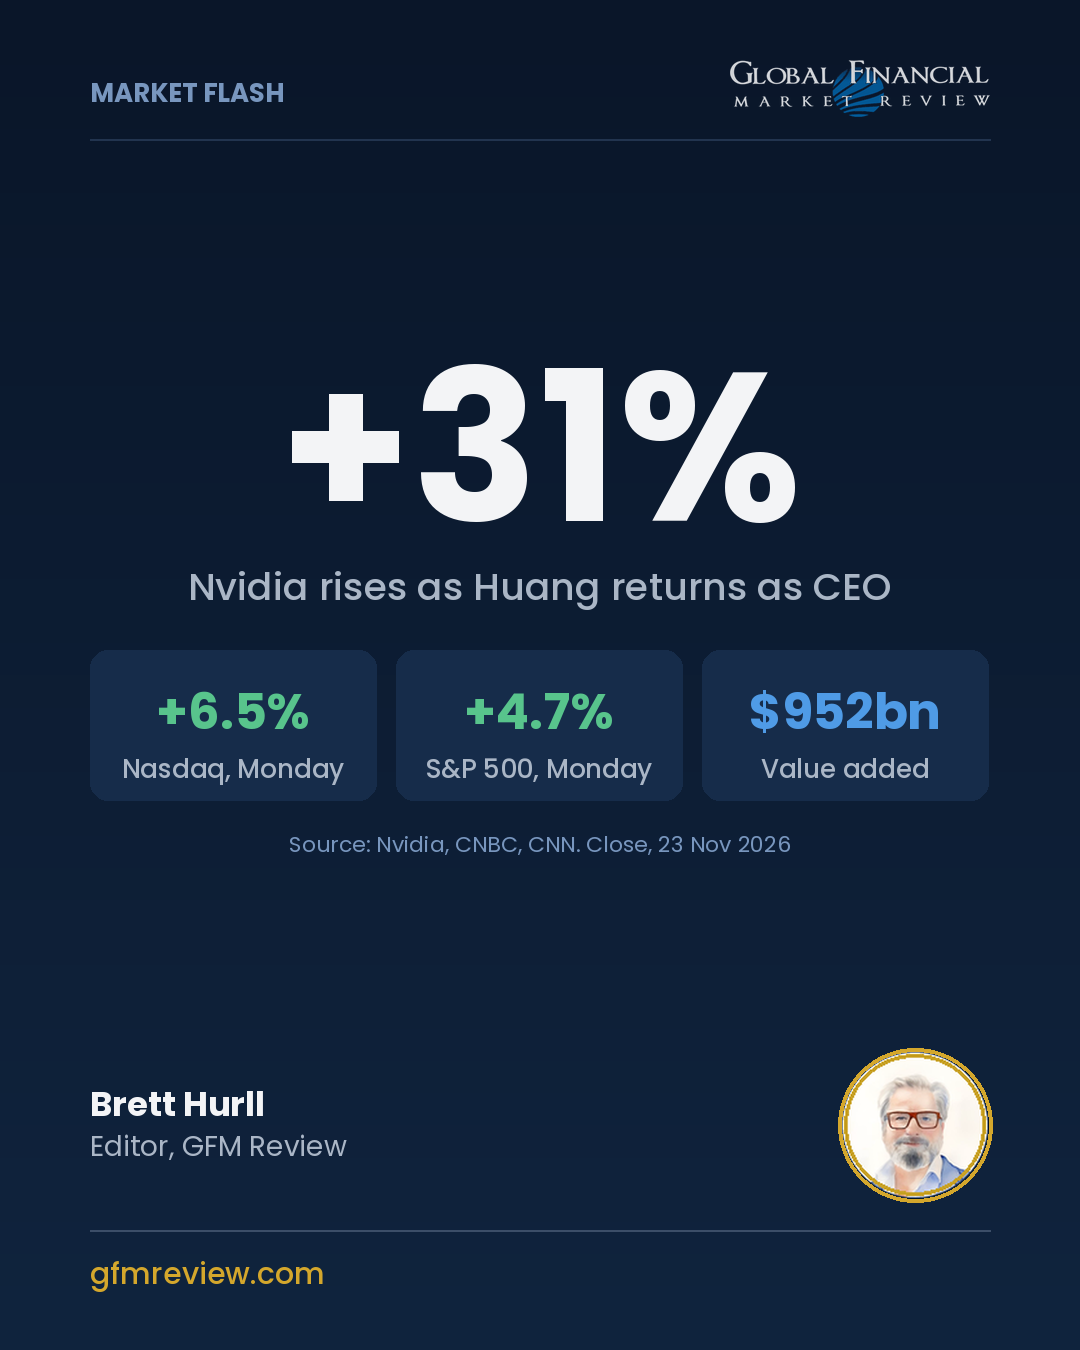 MARKET FLASH
GLOBAL FINANCIAL
MARKET REVIEW
+31%
Nvidia rises as Huang returns as CEO
+6.5%
Nasdaq, Monday
+4.7%
S&P 500, Monday
$952bn
Value added
Source: Nvidia, CNBC, CNN. Close, 23 Nov 2026
Brett Hurll
Editor, GFM Review
gfmreview.com